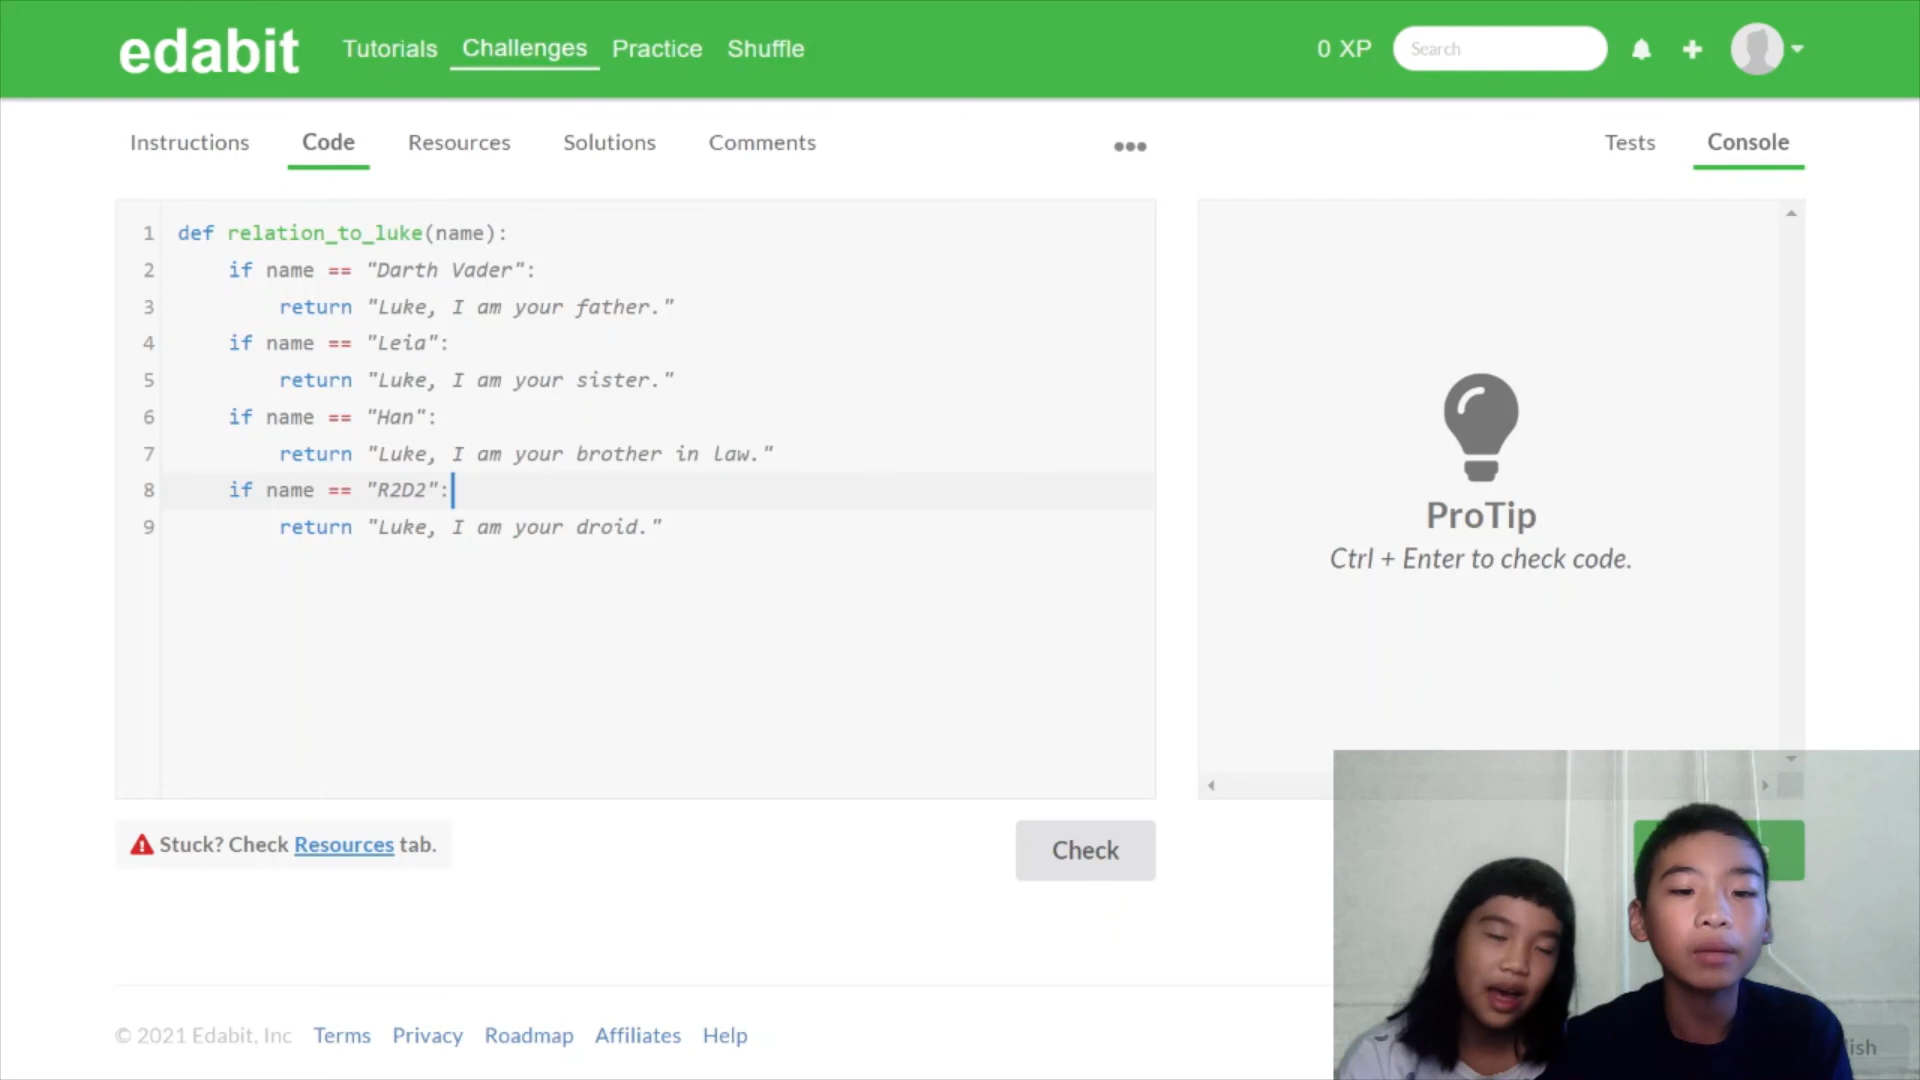 edabit Tutorials Challenges Practice Shuffle 0 XP Search
Instructions Code Resources Solutions Comments Tests Console
1 def relation_to_luke(name):
2 if name == "Darth Vader":
3 return "Luke, I am your father."
4 if name == "Leia":
5 return "Luke, I am your sister."
6 if name == "Han":
7 return "Luke, I am your brother in law."
8 if name == "R2D2":
9 return "Luke, I am your droid."
ProTip
Ctrl + Enter to check code.
Stuck? Check Resources tab.
Check
© 2021 Edabit, Inc Terms Privacy Roadmap Affiliates Help